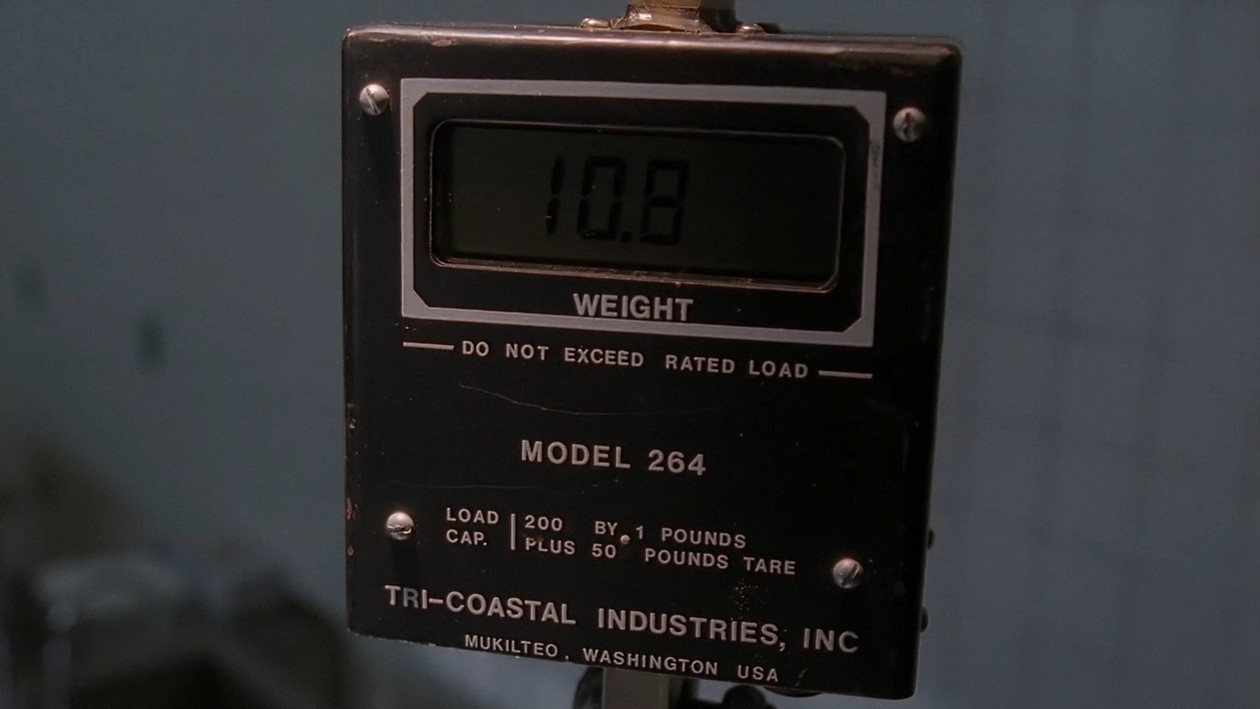 10.8
WEIGHT
DO NOT EXCEED RATED LOAD
MODEL 264
LOAD CAP. 200 BY .1 POUNDS
PLUS 50 POUNDS TARE
TRI-COASTAL INDUSTRIES, INC
MUKILTEO, WASHINGTON USA